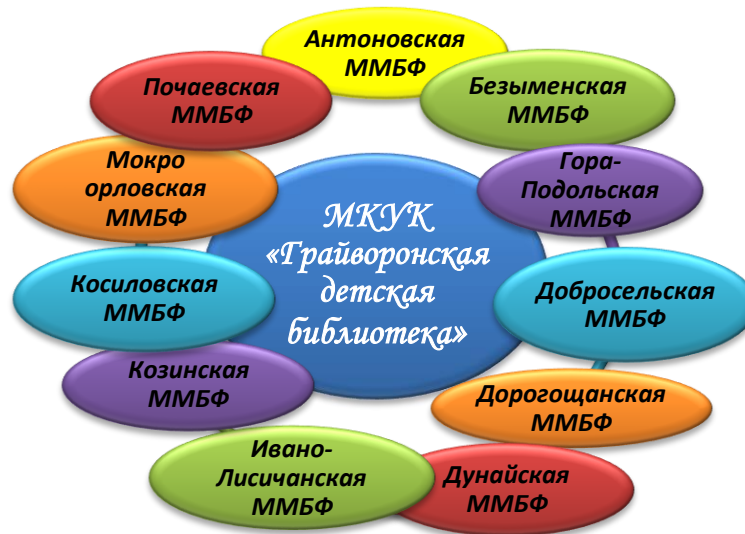 Антоновская
ММБФ
Безыменская
ММБФ
Гора-
Подольская
ММБФ
Добросельская
ММБФ
Дорогощанская
ММБФ
Дунайская
ММБФ
Ивано-
Лисичанская
ММБФ
Козинская
ММБФ
Косиловская
ММБФ
Мокро
орловская
ММБФ
Почаевская
ММБФ
МКУК
«Грайворонская
детская
библиотека»